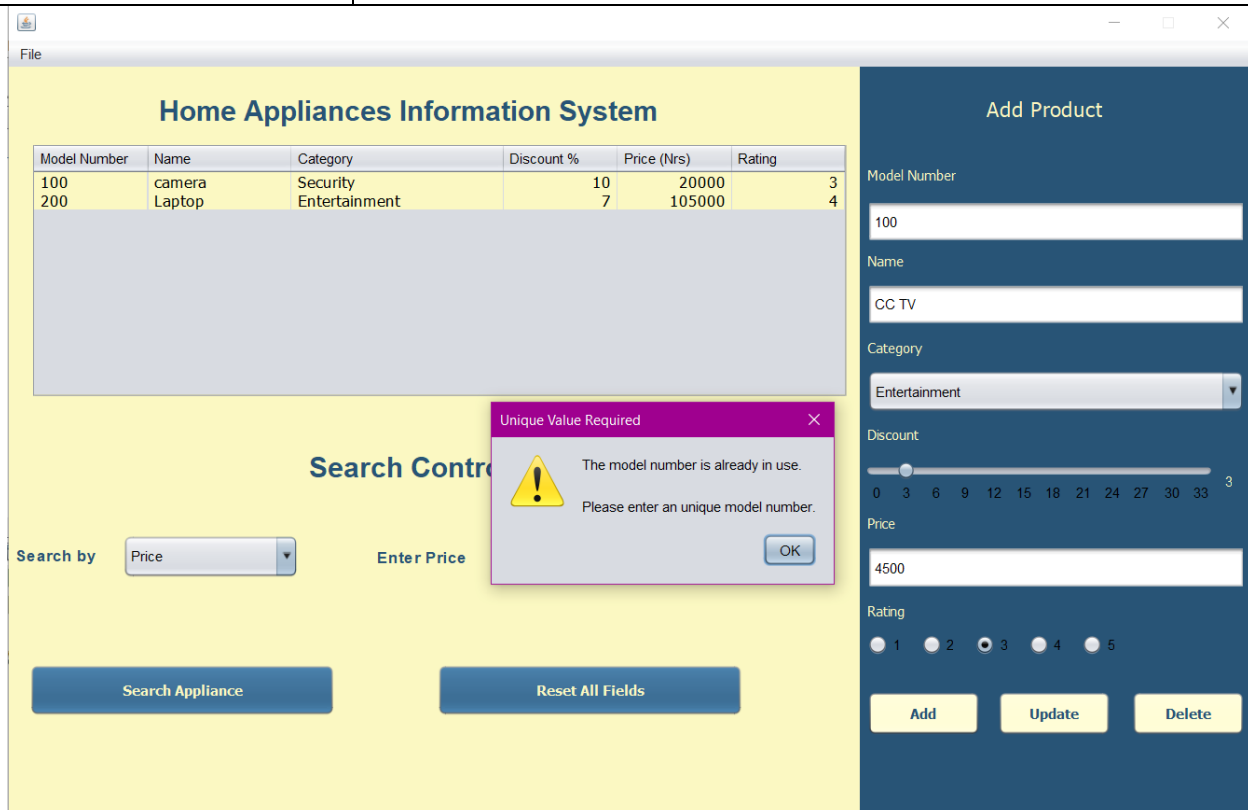 File
Home Appliances Information System
Model Number Name Category Discount % Price (Nrs) Rating
100 camera Security 10 20000 3
200 Laptop Entertainment 7 105000 4
Search Contro
Search by Price Enter Price
Search Appliance Reset All Fields
Unique Value Required
The model number is already in use.
Please enter an unique model number.
OK
Add Product
Model Number
100
Name
CC TV
Category
Entertainment
Discount
0 3 6 9 12 15 18 21 24 27 30 33 3
Price
4500
Rating
1 2 3 4 5
Add Update Delete